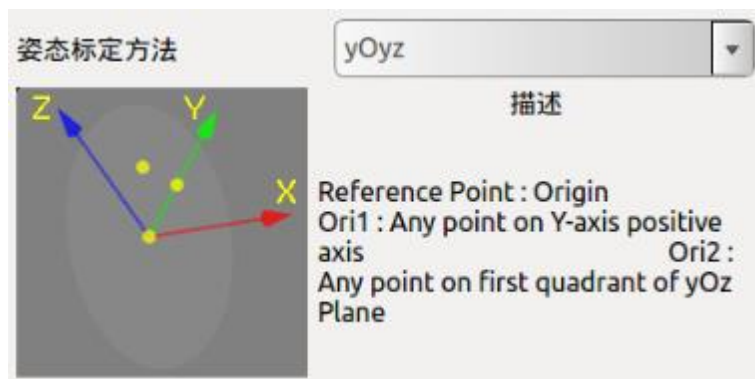 姿态标定方法
yOyz
描述
Z
Y
X
Reference Point : Origin
Ori1 : Any point on Y-axis positive
axis Ori2 :
Any point on first quadrant of yOz
Plane